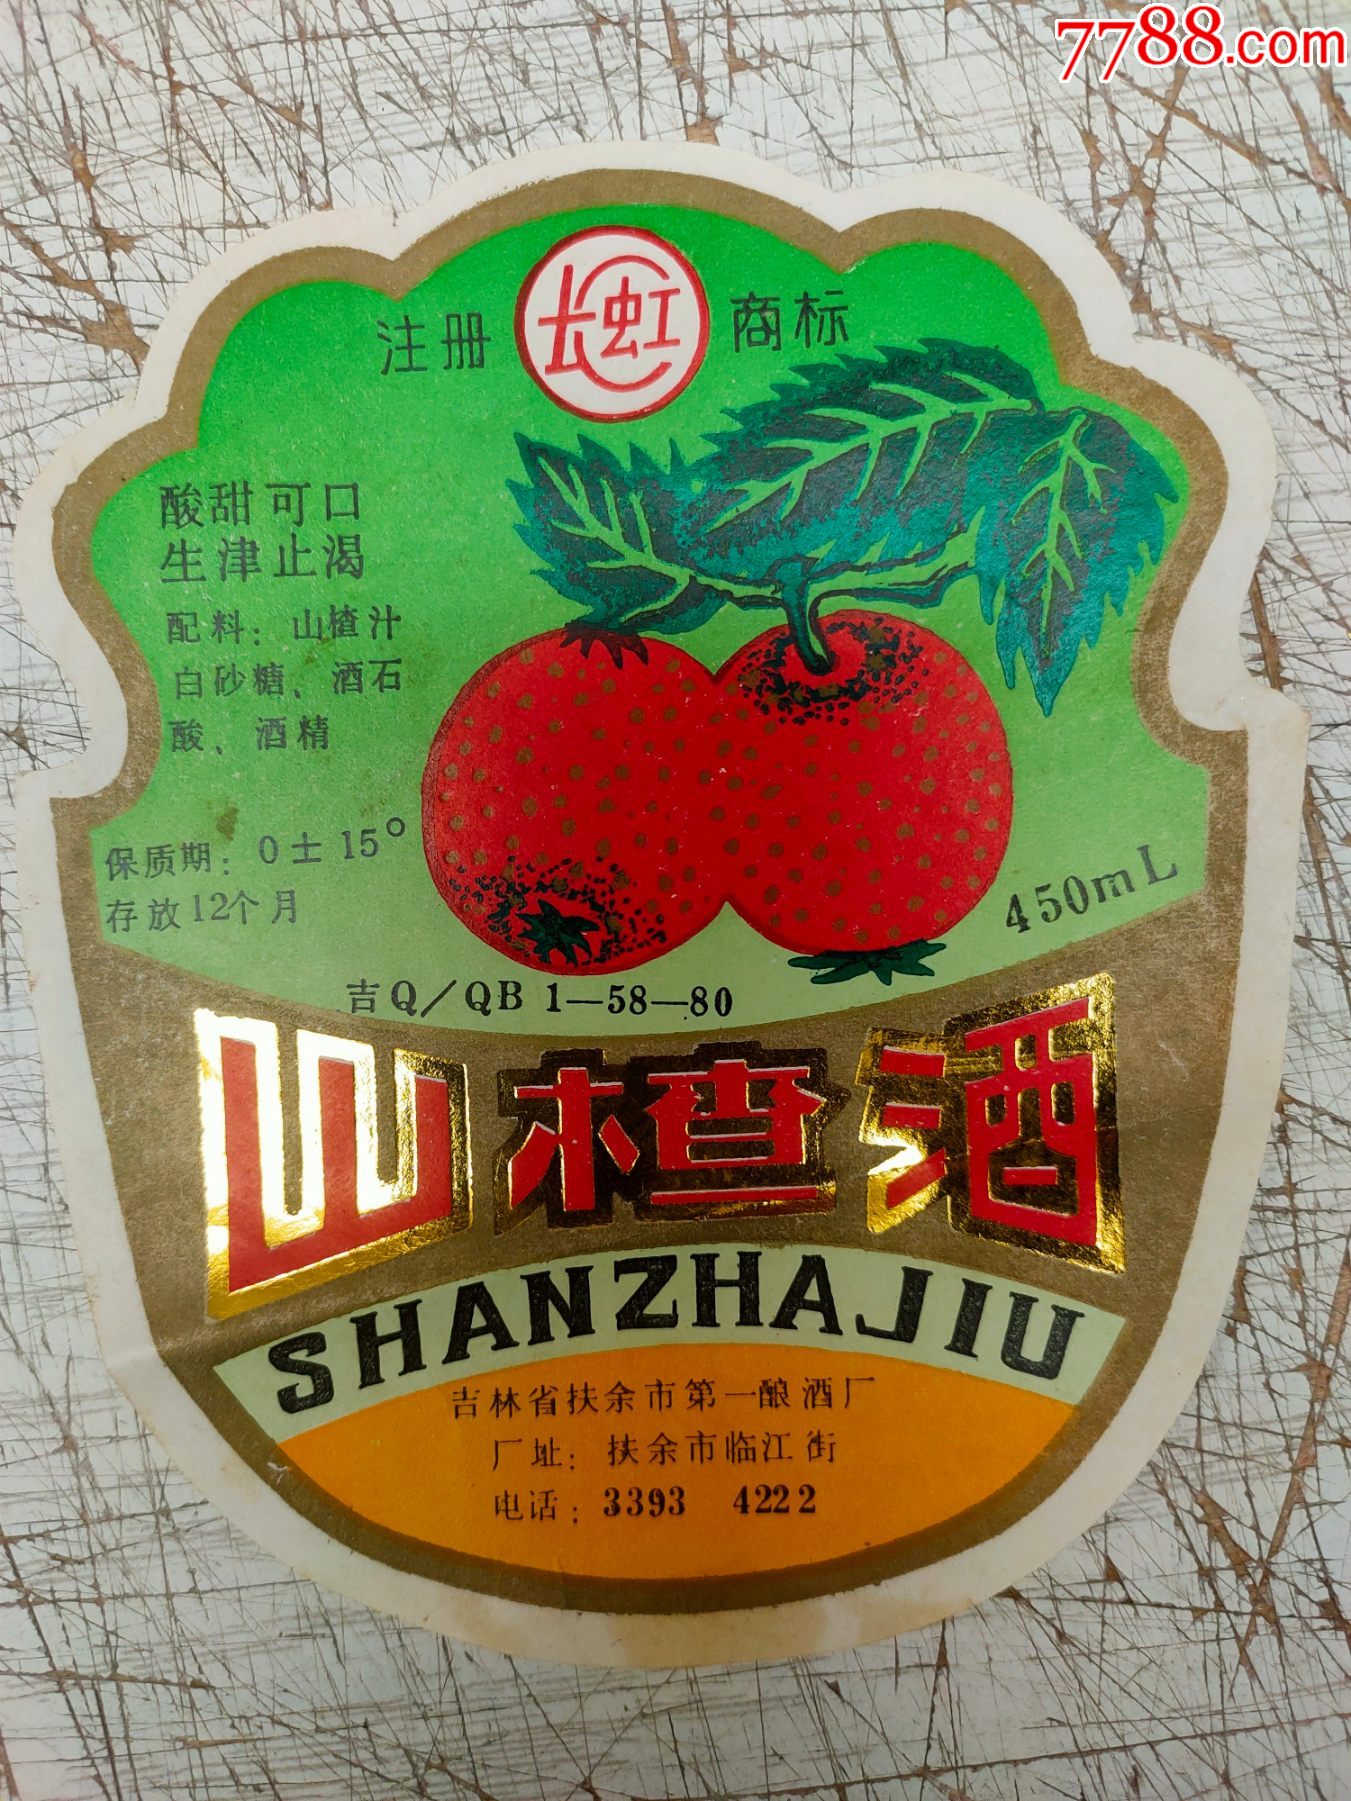 7788.com
注册 长虹 商标
酸甜可口
生津止渴
配料：山楂汁
白砂糖、酒石
酸、酒精
保质期：0±15°
存放12个月
450mL
吉Q/QB 1—58—80
山楂酒
SHANZHAJIU
吉林省扶余市第一酿酒厂
厂址：扶余市临江街
电话：3393 4222